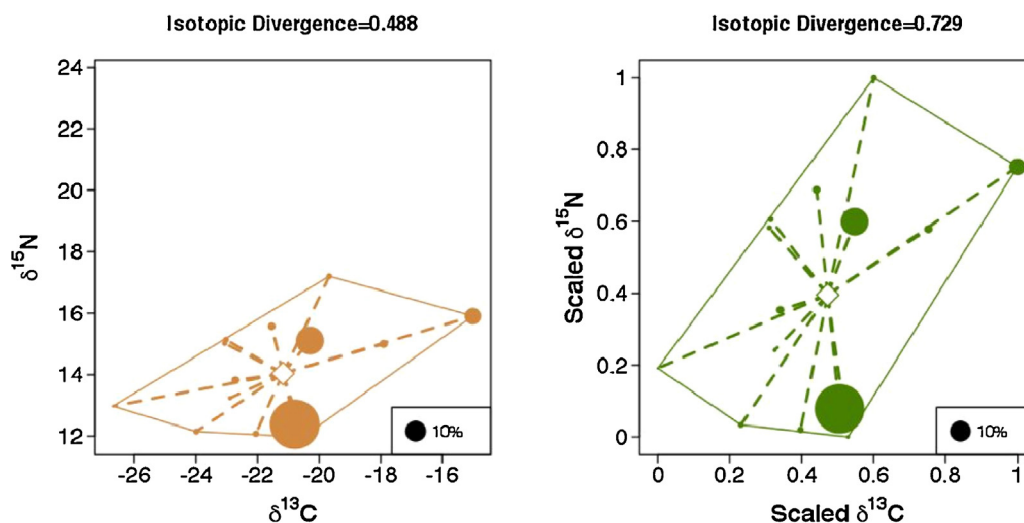 Isotopic Divergence=0.488
24
22
20
18
16
14
12
δ15N
-26 -24 -22 -20 -18 -16
δ13C
10%
Isotopic Divergence=0.729
1
0.8
0.6
0.4
0.2
0
Scaled δ15N
0 0.2 0.4 0.6 0.8 1
Scaled δ13C
10%